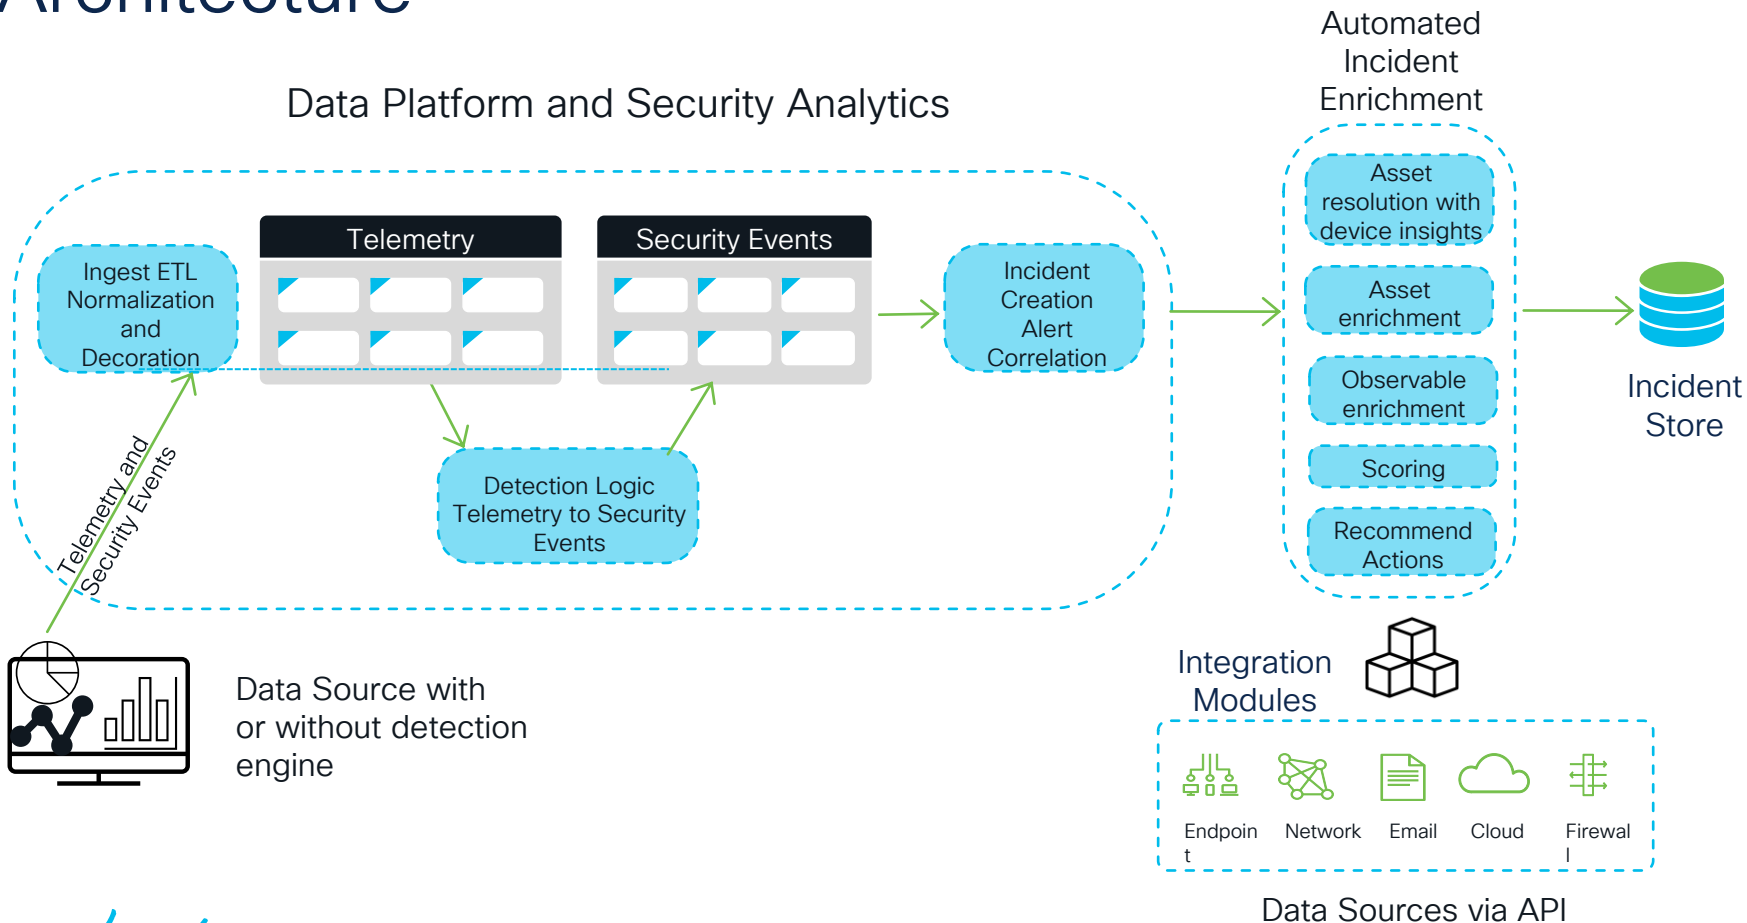 Architecture
Automated
Incident
Enrichment
Data Platform and Security Analytics
Ingest ETL
Normalization
and
Decoration
Telemetry
Security Events
Incident
Creation
Alert
Correlation
Detection Logic
Telemetry to Security
Events
Telemetry and
Security Events
Asset
resolution with
device insights
Asset
enrichment
Observable
enrichment
Scoring
Recommend
Actions
Incident
Store
Data Source with
or without detection
engine
Integration
Modules
Endpoin
t
Network
Email
Cloud
Firewal
l
Data Sources via API